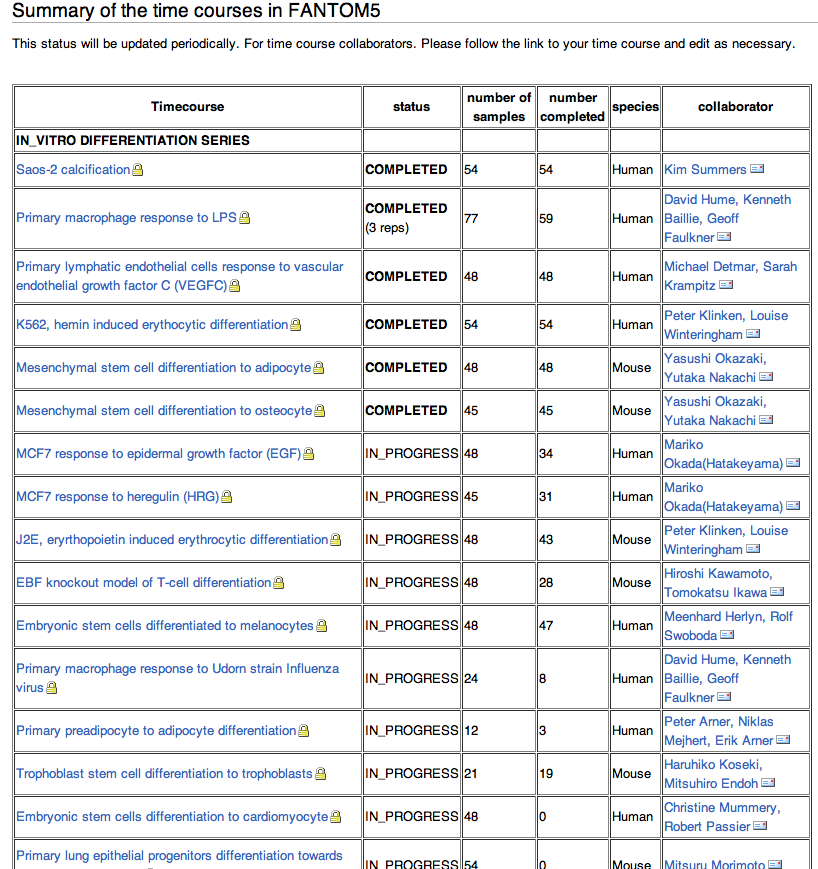 Summary of the time courses in FANTOM5
This status will be updated periodically. For time course collaborators. Please follow the link to your time course and edit as necessary.
Timecourse status number of samples number completed species collaborator
IN_VITRO DIFFERENTIATION SERIES
Saos-2 calcification COMPLETED 54 54 Human Kim Summers
Primary macrophage response to LPS COMPLETED (3 reps) 77 59 Human David Hume, Kenneth Baillie, Geoff Faulkner
Primary lymphatic endothelial cells response to vascular endothelial growth factor C (VEGFC) COMPLETED 48 48 Human Michael Detmar, Sarah Krampitz
K562, hemin induced erythocytic differentiation COMPLETED 54 54 Human Peter Klinken, Louise Winteringham
Mesenchymal stem cell differentiation to adipocyte COMPLETED 48 48 Mouse Yasushi Okazaki, Yutaka Nakachi
Mesenchymal stem cell differentiation to osteocyte COMPLETED 45 45 Mouse Yasushi Okazaki, Yutaka Nakachi
MCF7 response to epidermal growth factor (EGF) IN_PROGRESS 48 34 Human Mariko Okada(Hatakeyama)
MCF7 response to heregulin (HRG) IN_PROGRESS 45 31 Human Mariko Okada(Hatakeyama)
J2E, eryrthopoietin induced erythrocytic differentiation IN_PROGRESS 48 43 Mouse Peter Klinken, Louise Winteringham
EBF knockout model of T-cell differentiation IN_PROGRESS 48 28 Mouse Hiroshi Kawamoto, Tomokatsu Ikawa
Embryonic stem cells differentiated to melanocytes IN_PROGRESS 48 47 Human Meenhard Herlyn, Rolf Swoboda
Primary macrophage response to Udorn strain Influenza virus IN_PROGRESS 24 8 Human David Hume, Kenneth Baillie, Geoff Faulkner
Primary preadipocyte to adipocyte differentiation IN_PROGRESS 12 3 Human Peter Arner, Niklas Mejhert, Erik Arner
Trophoblast stem cell differentiation to trophoblasts IN_PROGRESS 21 19 Mouse Haruhiko Koseki, Mitsuhiro Endoh
Embryonic stem cells differentiation to cardiomyocyte IN_PROGRESS 48 0 Human Christine Mummery, Robert Passier
Primary lung epithelial progenitors differentiation towards IN_PROGRESS 54 0 Mouse Mitsuru Morimoto